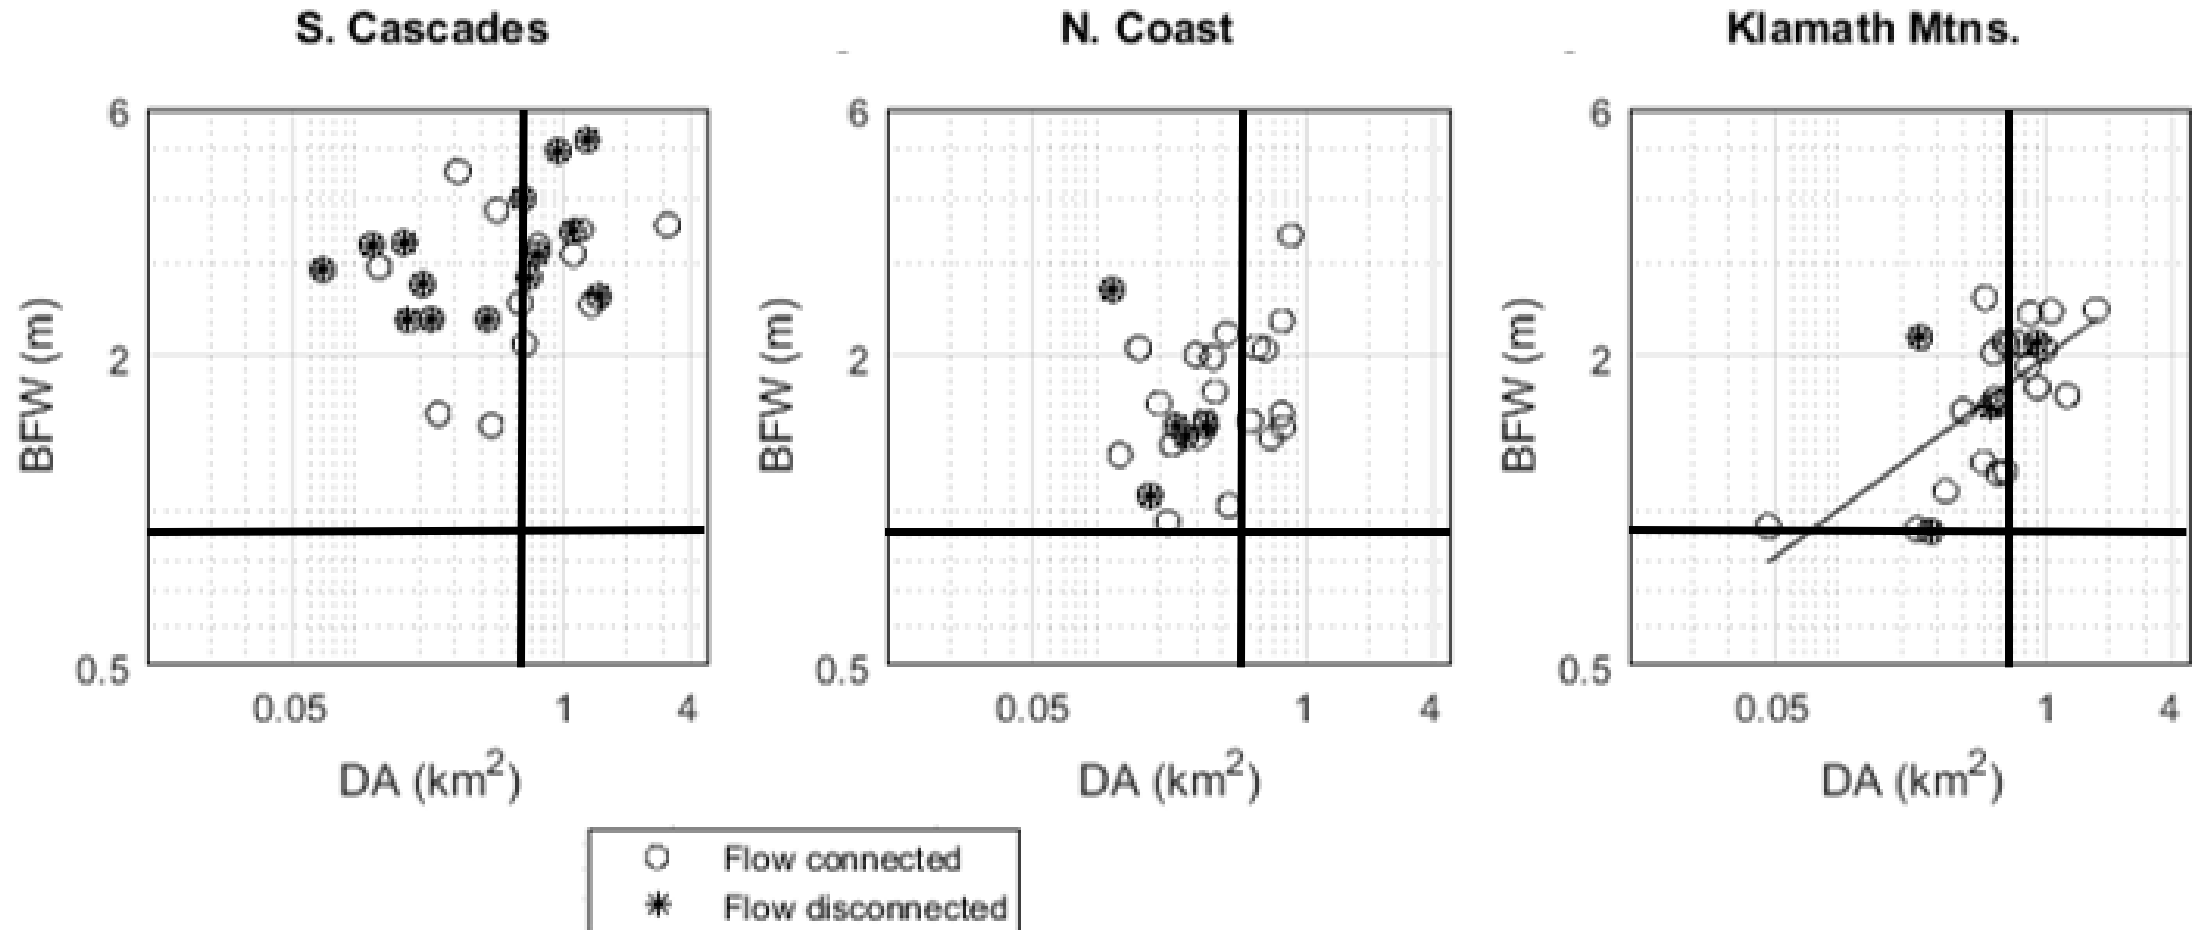 S. Cascades
N. Coast
Klamath Mtns.
6
2
0.5
BFW (m)
0.05
1
4
DA (km²)
6
2
0.5
BFW (m)
0.05
1
4
DA (km²)
6
2
0.5
BFW (m)
0.05
1
4
DA (km²)
Flow connected
Flow disconnected